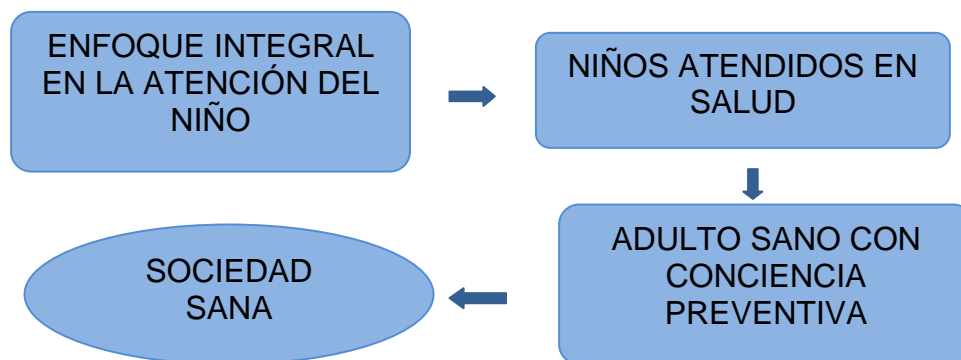 ENFOQUE INTEGRAL
EN LA ATENCIÓN DEL
NIÑO
NIÑOS ATENDIDOS EN
SALUD
ADULTO SANO CON
CONCIENCIA
PREVENTIVA
SOCIEDAD
SANA